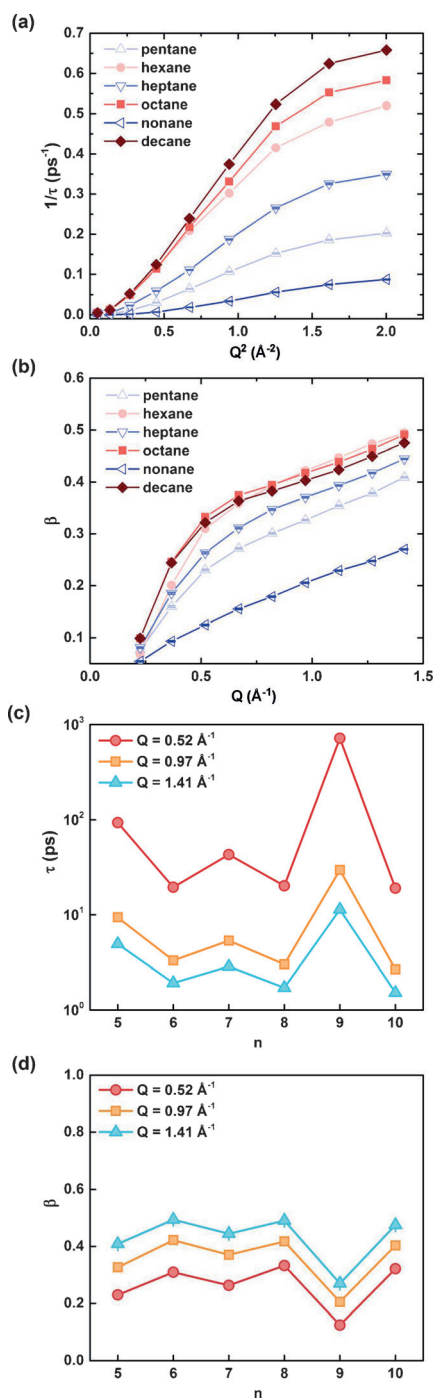 (a)
0.7
0.6
0.5
0.4
0.3
0.2
0.1
0.0
1/τ (ps⁻¹)
pentane
hexane
heptane
octane
nonane
decane
0.0 0.5 1.0 1.5 2.0
Q² (Å⁻²)
(b)
0.6
0.5
0.4
0.3
0.2
0.1
β
pentane
hexane
heptane
octane
nonane
decane
0.0 0.5 1.0 1.5
Q (Å⁻¹)
(c)
10³
10²
10¹
10⁰
τ (ps)
Q = 0.52 Å⁻¹
Q = 0.97 Å⁻¹
Q = 1.41 Å⁻¹
5 6 7 8 9 10
n
(d)
1.0
0.8
0.6
0.4
0.2
0.0
β
Q = 0.52 Å⁻¹
Q = 0.97 Å⁻¹
Q = 1.41 Å⁻¹
5 6 7 8 9 10
n